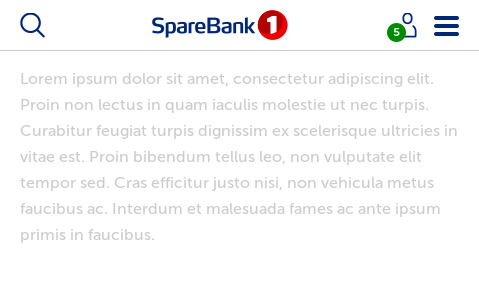 SpareBank 1
5
Lorem ipsum dolor sit amet, consectetur adipiscing elit.
Proin non lectus in quam iaculis molestie ut nec turpis.
Curabitur feugiat turpis dignissim ex scelerisque ultricies in
vitae est. Proin bibendum tellus leo, non vulputate elit
tempor sed. Cras efficitur justo nisi, non vehicula metus
faucibus ac. Interdum et malesuada fames ac ante ipsum
primis in faucibus.